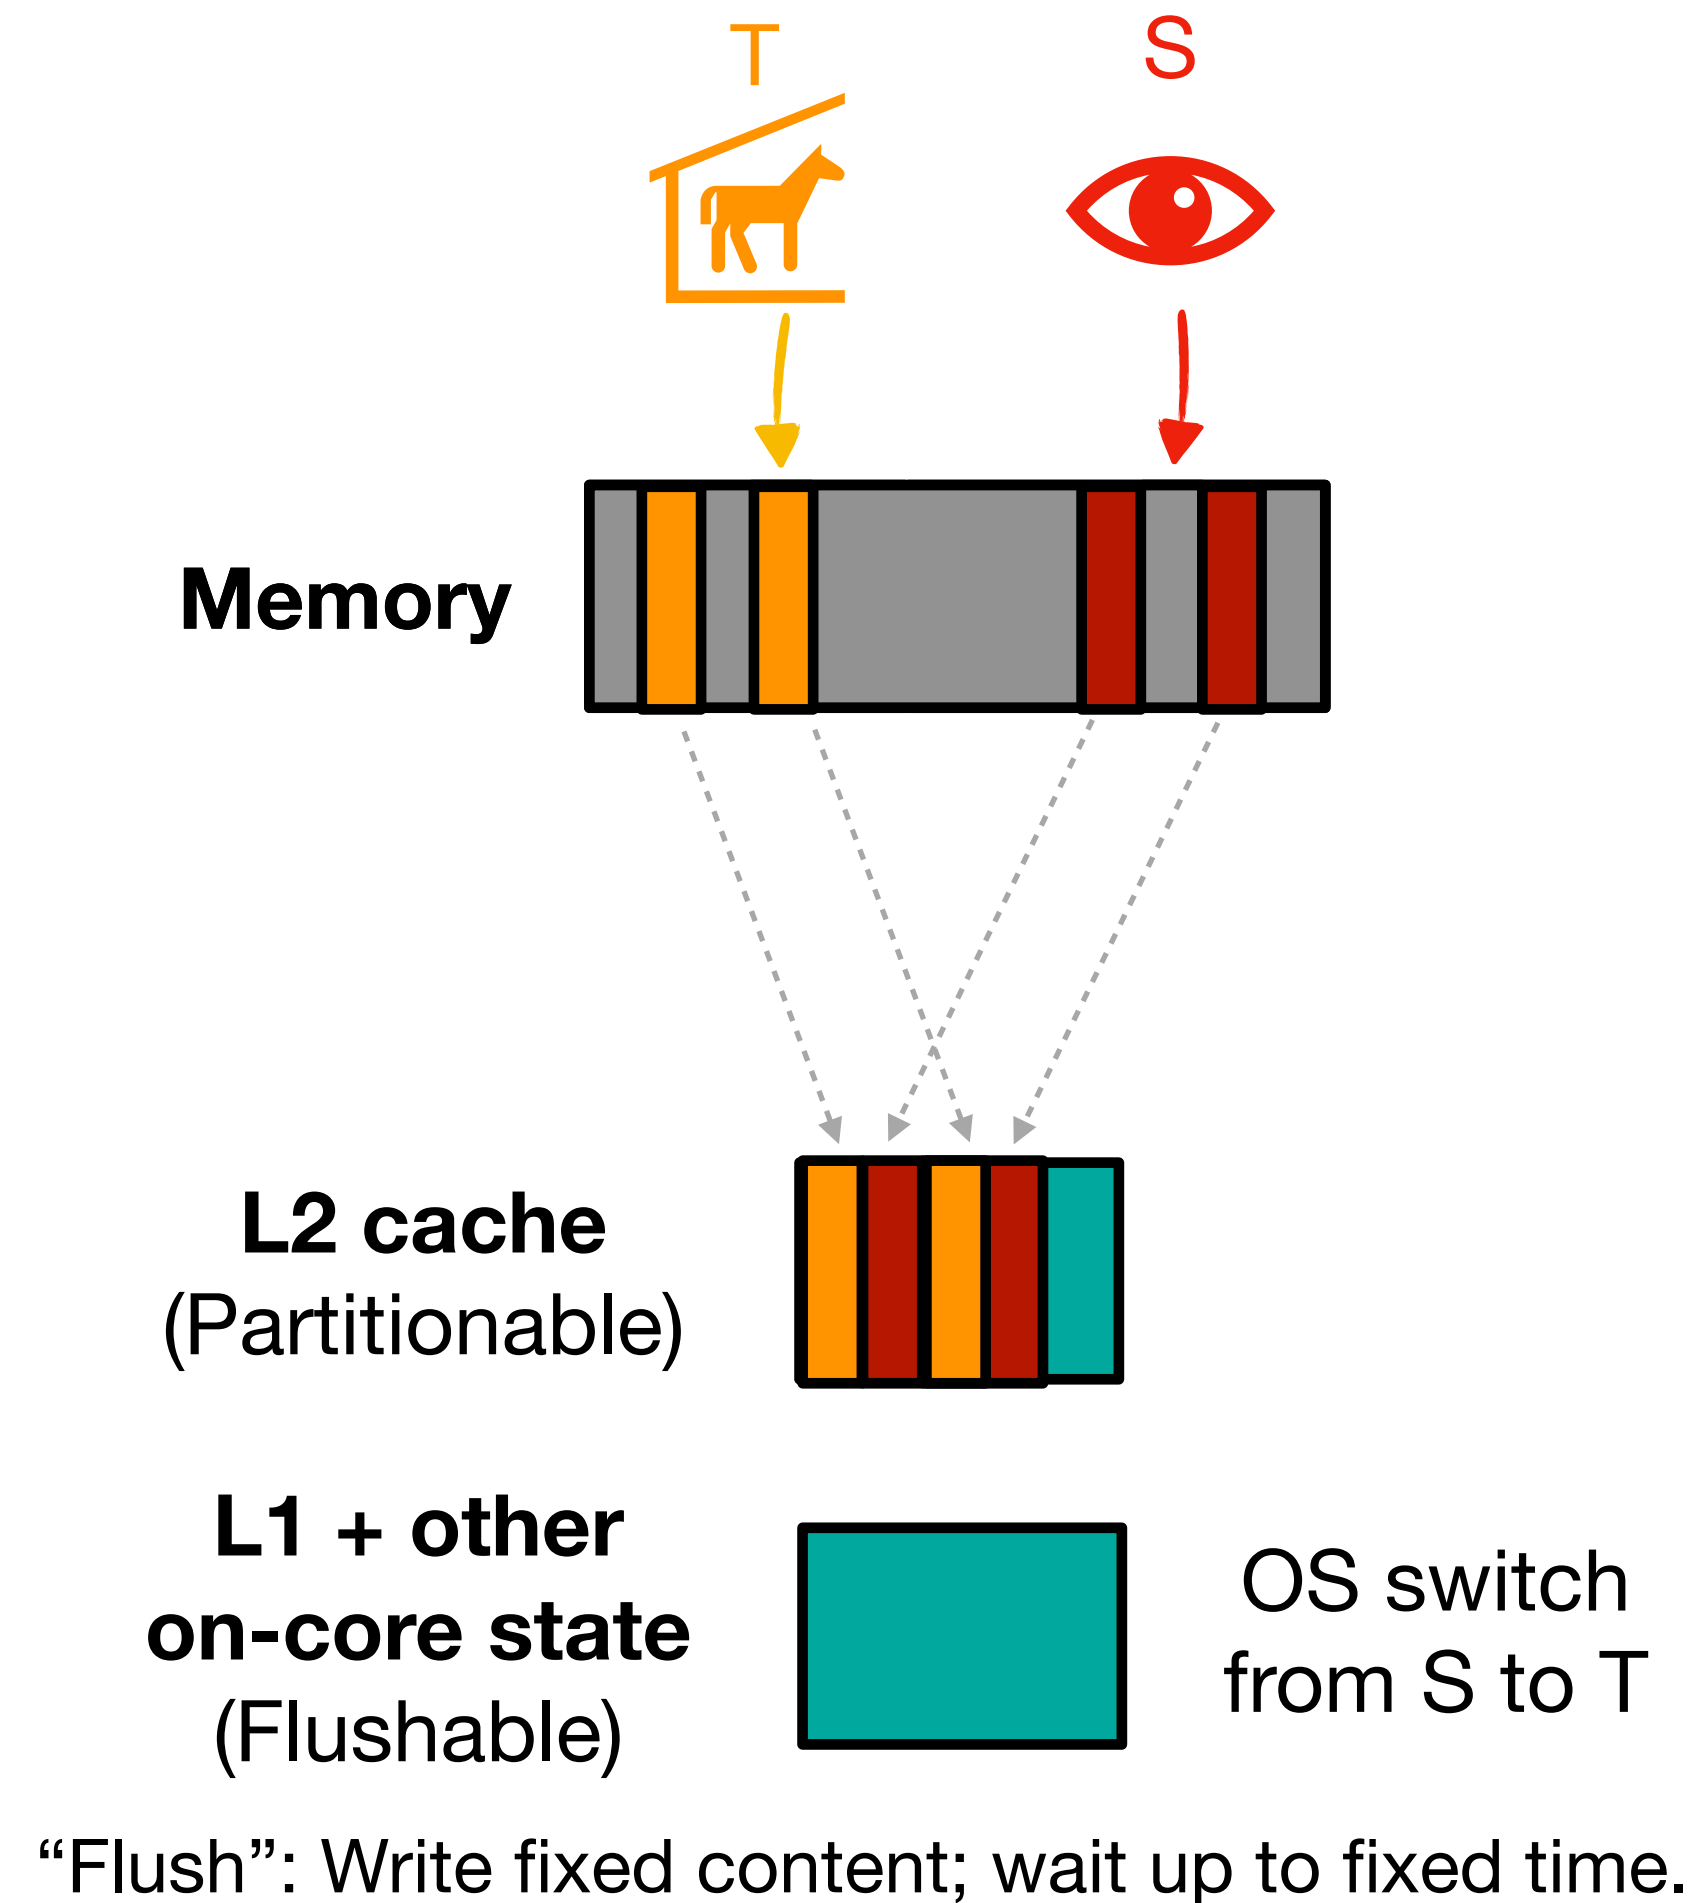 T
S
Memory
L2 cache
(Partitionable)
L1 + other
on-core state
(Flushable)
OS switch
from S to T
“Flush”: Write fixed content; wait up to fixed time.